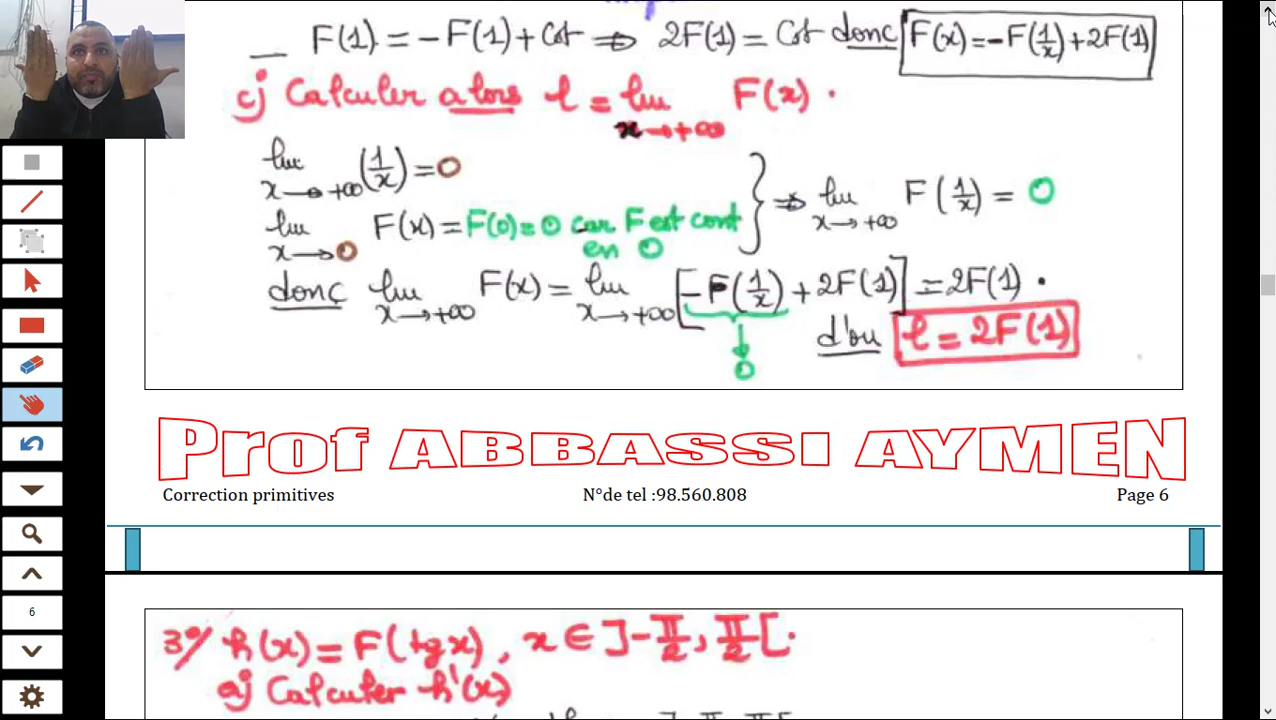 F(1) = -F(1) + Cst ⇒ 2F(1) = Cst donc F(x) = -F(1/x) + 2F(1)
c) Calculer alors l = lim x→+∞ F(x).
lim x→+∞ (1/x) = 0
lim x→0 F(x) = F(0) = 0 car F est cont en 0
} ⇒ lim x→+∞ F(1/x) = 0
donc lim x→+∞ F(x) = lim x→+∞ [-F(1/x) + 2F(1)] = 2F(1).
0
d'où l = 2F(1)
Prof ABBASSI AYMEN
Correction primitives N°de tel :98.560.808 Page 6
6
3°/ h(x) = F(tgx), x ∈ ]-π/2, π/2[.
a) Calculer h'(x)